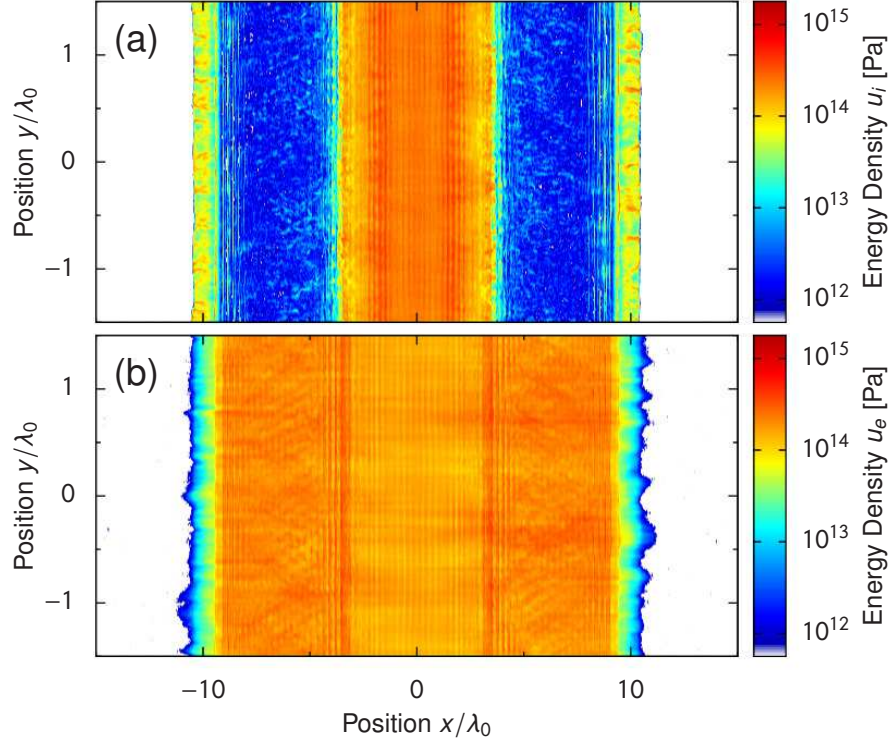 (a)
1
0
−1
Position y/λ₀
10¹⁵
10¹⁴
10¹³
10¹²
Energy Density uᵢ [Pa]
(b)
1
0
−1
Position y/λ₀
10¹⁵
10¹⁴
10¹³
10¹²
Energy Density uₑ [Pa]
−10 0 10
Position x/λ₀